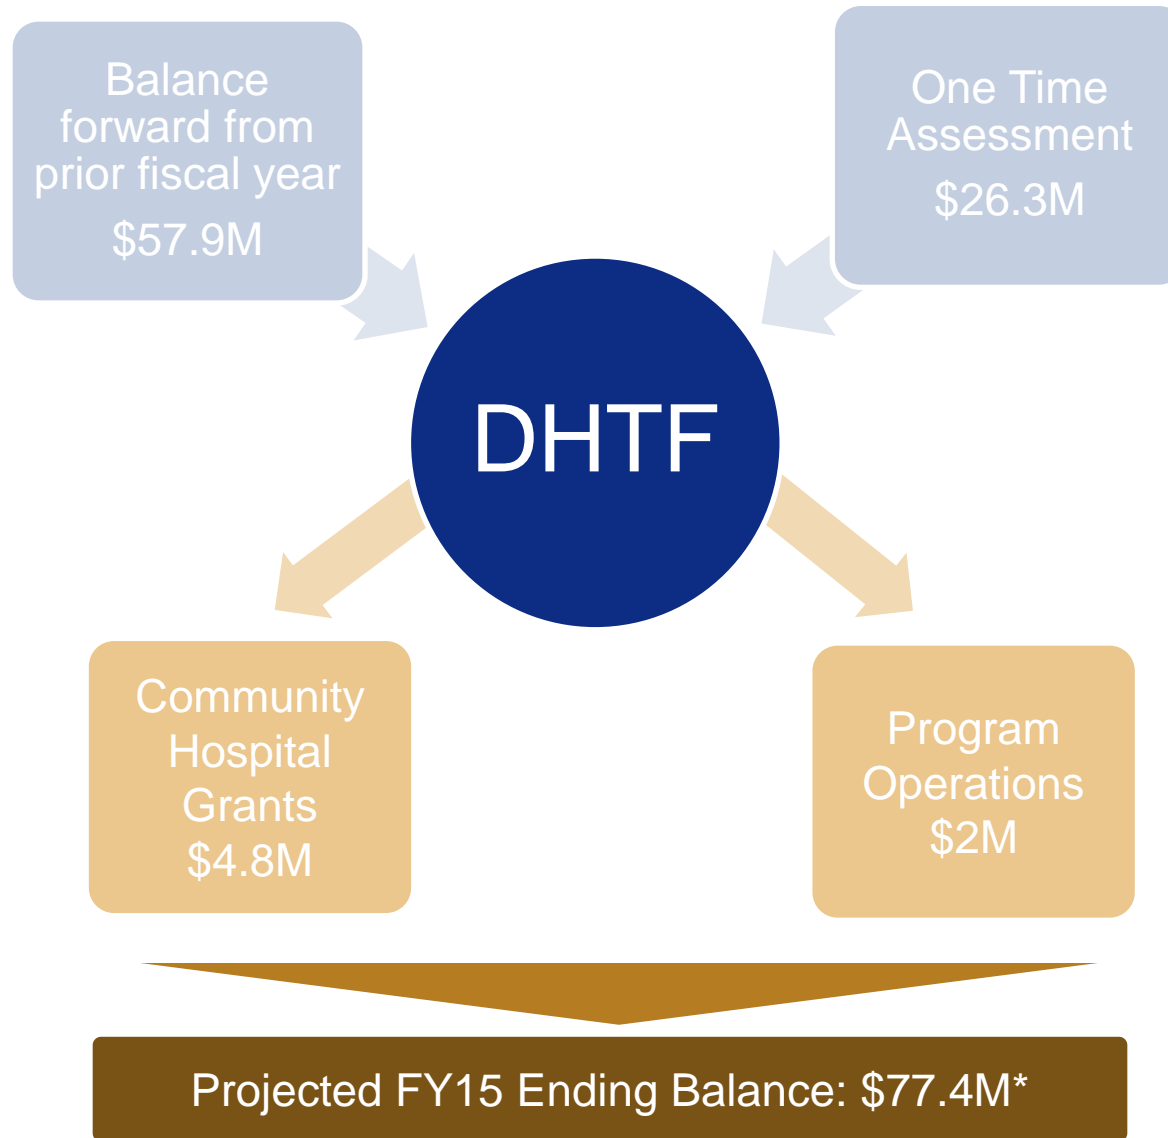 Balance
forward from
prior fiscal year
$57.9M
One Time
Assessment
$26.3M
DHTF
Community
Hospital
Grants
$4.8M
Program
Operations
$2M
Projected FY15 Ending Balance: $77.4M*